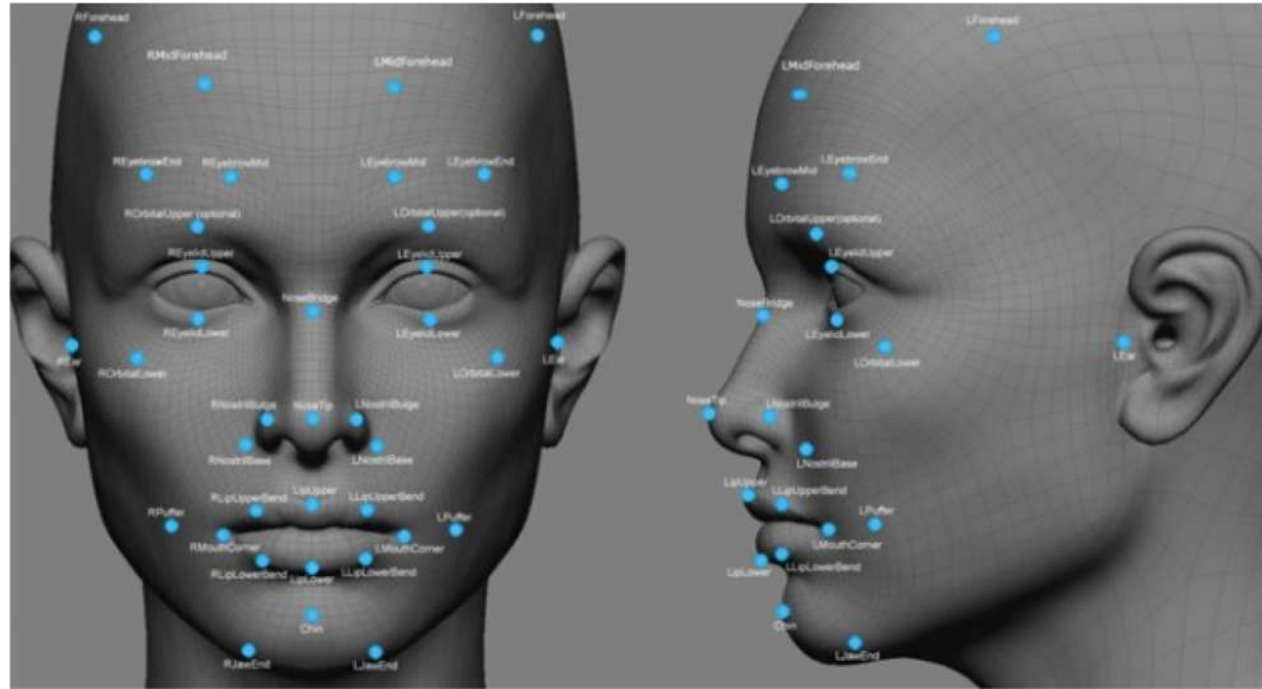 RForehead
LForehead
RMidForehead
LMidForehead
REyebrowEnd
REyebrowMid
LEyebrowMid
LEyebrowEnd
ROrbitalUpper (optional)
LOrbitalUpper(optional)
REyelidUpper
LEyelidUpper
NoseBridge
REyelidLower
LEyelidLower
REar
LEar
ROrbitalLower
LOrbitalLower
RNostrilBulge
NoseTip
LNostrilBulge
RNostrilBase
LNostrilBase
RLipUpperBend
LipUpper
LLipUpperBend
RPuffer
LPuffer
RMouthCorner
LMouthCorner
RLipLowerBend
LipLower
LLipLowerBend
Chin
RJawEnd
LJawEnd
LForehead
LMidForehead
LEyebrowEnd
LEyebrowMid
LOrbitalUpper(optional)
LEyelidUpper
NoseBridge
LEyelidLower
LOrbitalLower
LEar
NoseTip
LNostrilBulge
LNostrilBase
LipUpper
LLipUpperBend
LPuffer
LMouthCorner
LipLower
LLipLowerBend
Chin
LJawEnd